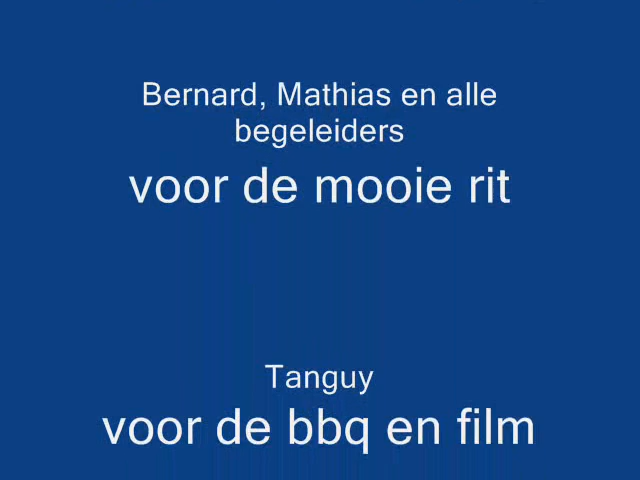 Bernard, Mathias en alle
begeleiders
voor de mooie rit
Tanguy
voor de bbq en film